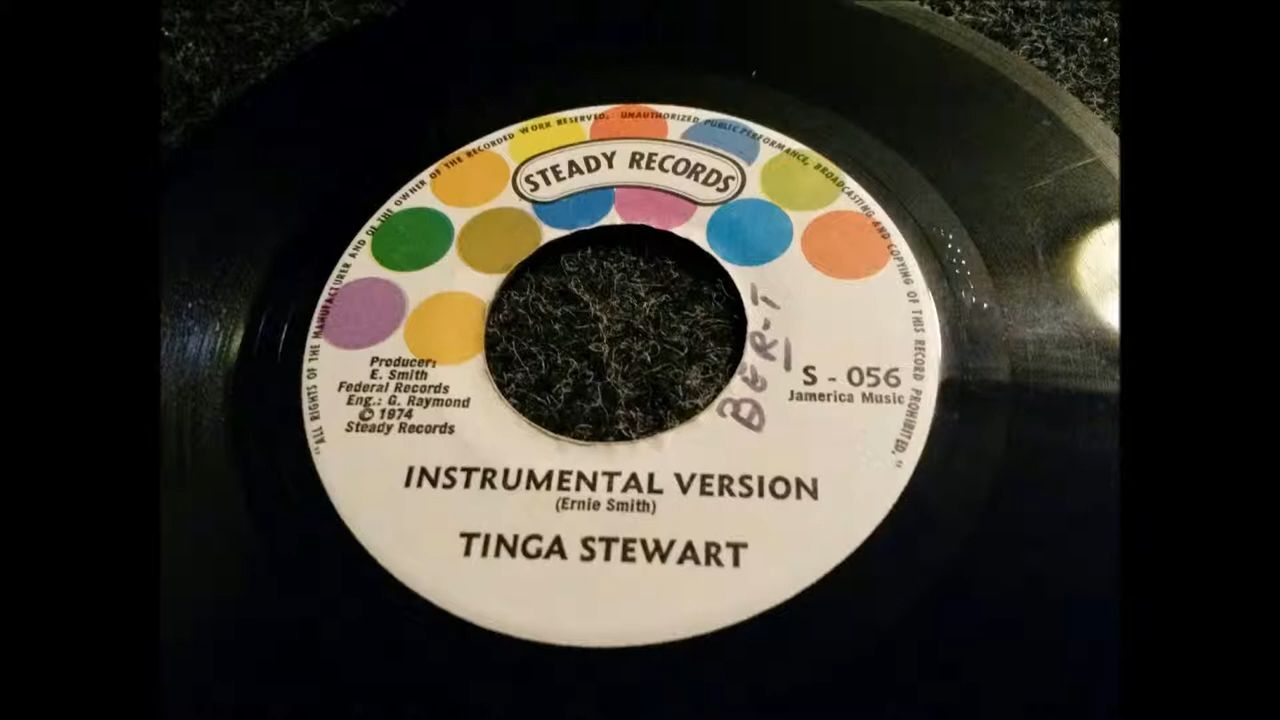 "ALL RIGHTS OF THE MANUFACTURER AND OF THE OWNER OF THE RECORDED WORK RESERVED. UNAUTHORIZED PUBLIC PERFORMANCE, BROADCASTING AND COPYING OF THIS RECORD PROHIBITED."
STEADY RECORDS
Producer:
E. Smith
Federal Records
Eng.: G. Raymond
© 1974
Steady Records
BER-T
S - 056
Jamerica Music
INSTRUMENTAL VERSION
(Ernie Smith)
TINGA STEWART